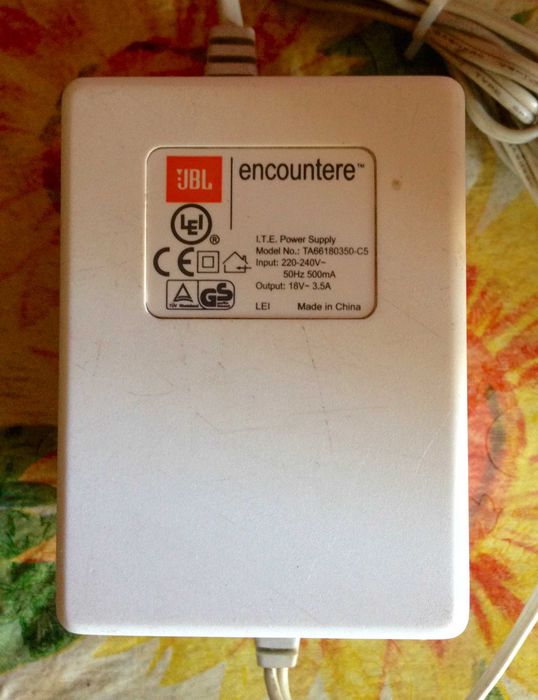 JBL
encountere™
LEI
®
I.T.E. Power Supply
Model No.: TA66180350-C5
Input: 220-240V~
50Hz 500mA
Output: 18V~ 3.5A
CE
GS
LEI Made in China